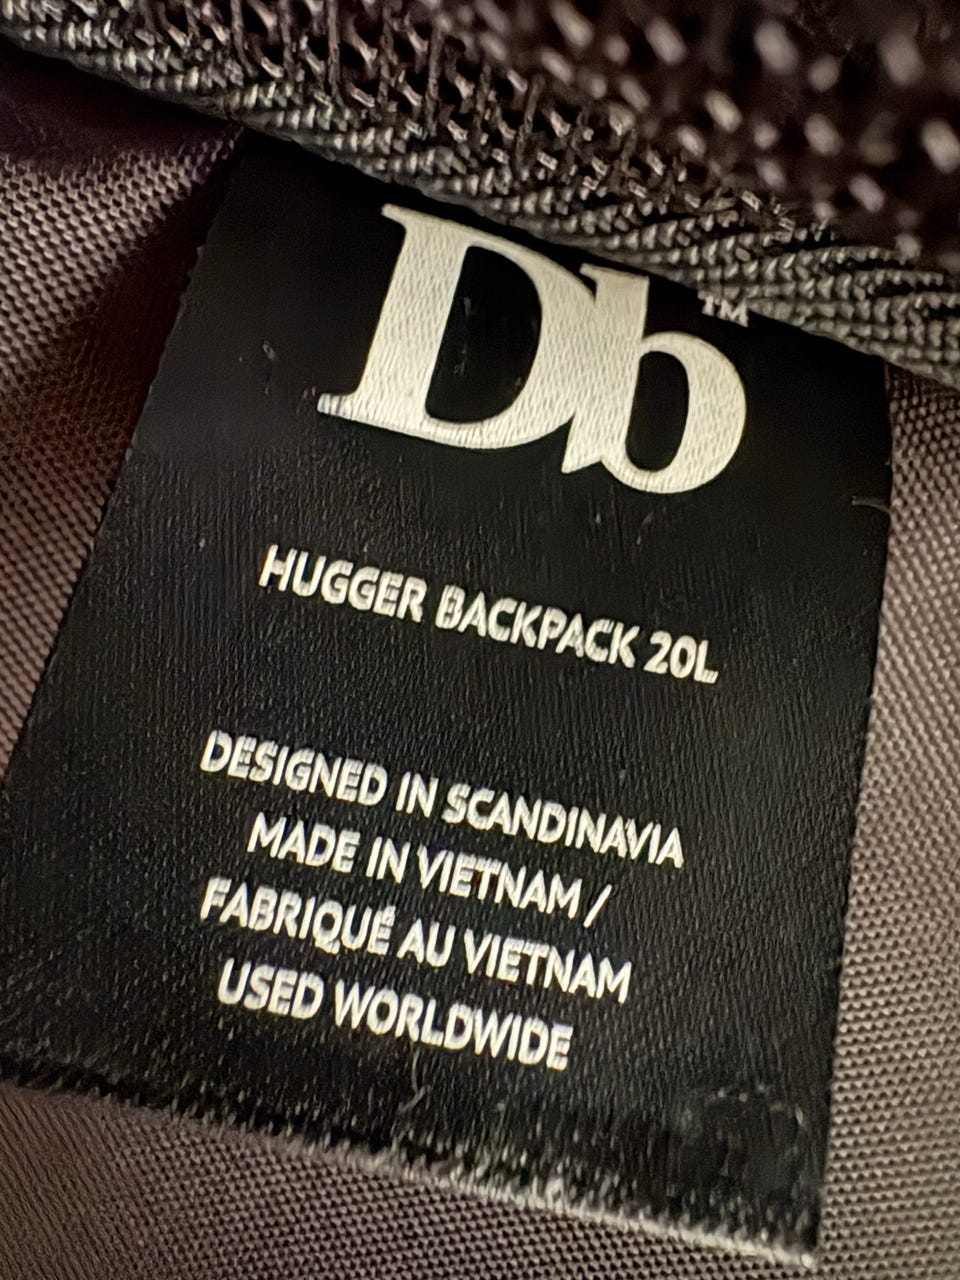 Db™
HUGGER BACKPACK 20L
DESIGNED IN SCANDINAVIA
MADE IN VIETNAM /
FABRIQUÉ AU VIETNAM
USED WORLDWIDE